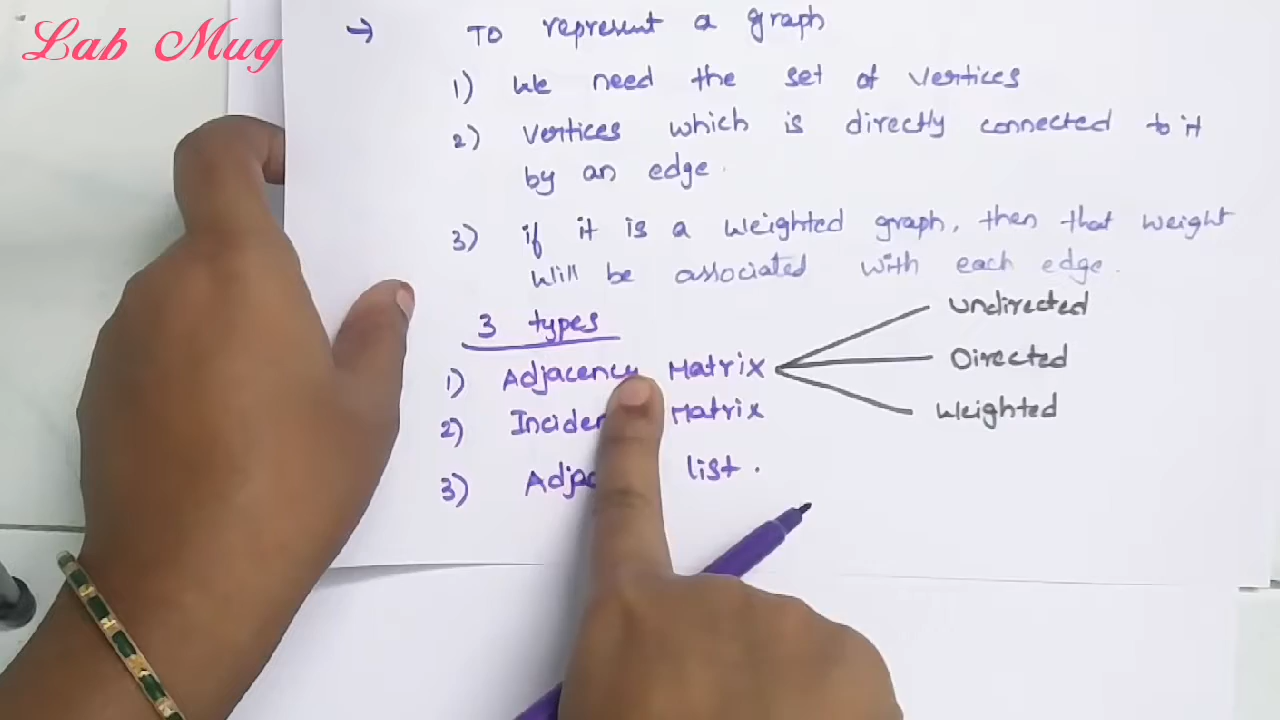 Lab Mug
→ To represent a graph
1) We need the set of vertices
2) vertices which is directly connected to it
by an edge.
3) if it is a weighted graph, then that weight
will be associated with each edge.
3 types
1) Adjacency Matrix
undirected
Directed
Weighted
2) Matrix
3) list.